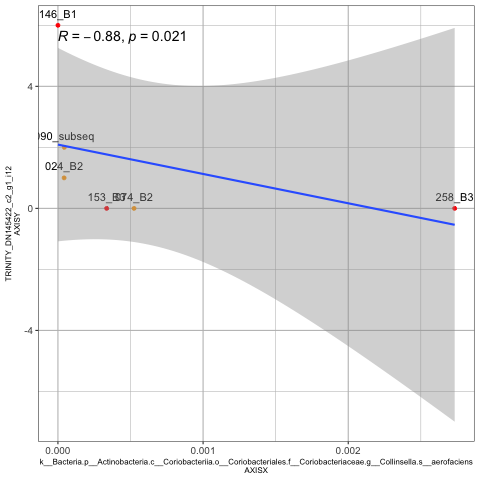 146_B1
R = −0.88, p = 0.021
090_subseq
024_B2
153_B3
074_B2
258_B3
4
0
-4
0.000
0.001
0.002
TRINITY_DN145422_c2_g1_i12
AXISY
k__Bacteria.p__Actinobacteria.c__Coriobacteriia.o__Coriobacteriales.f__Coriobacteriaceae.g__Collinsella.s__aerofaciens
AXISX